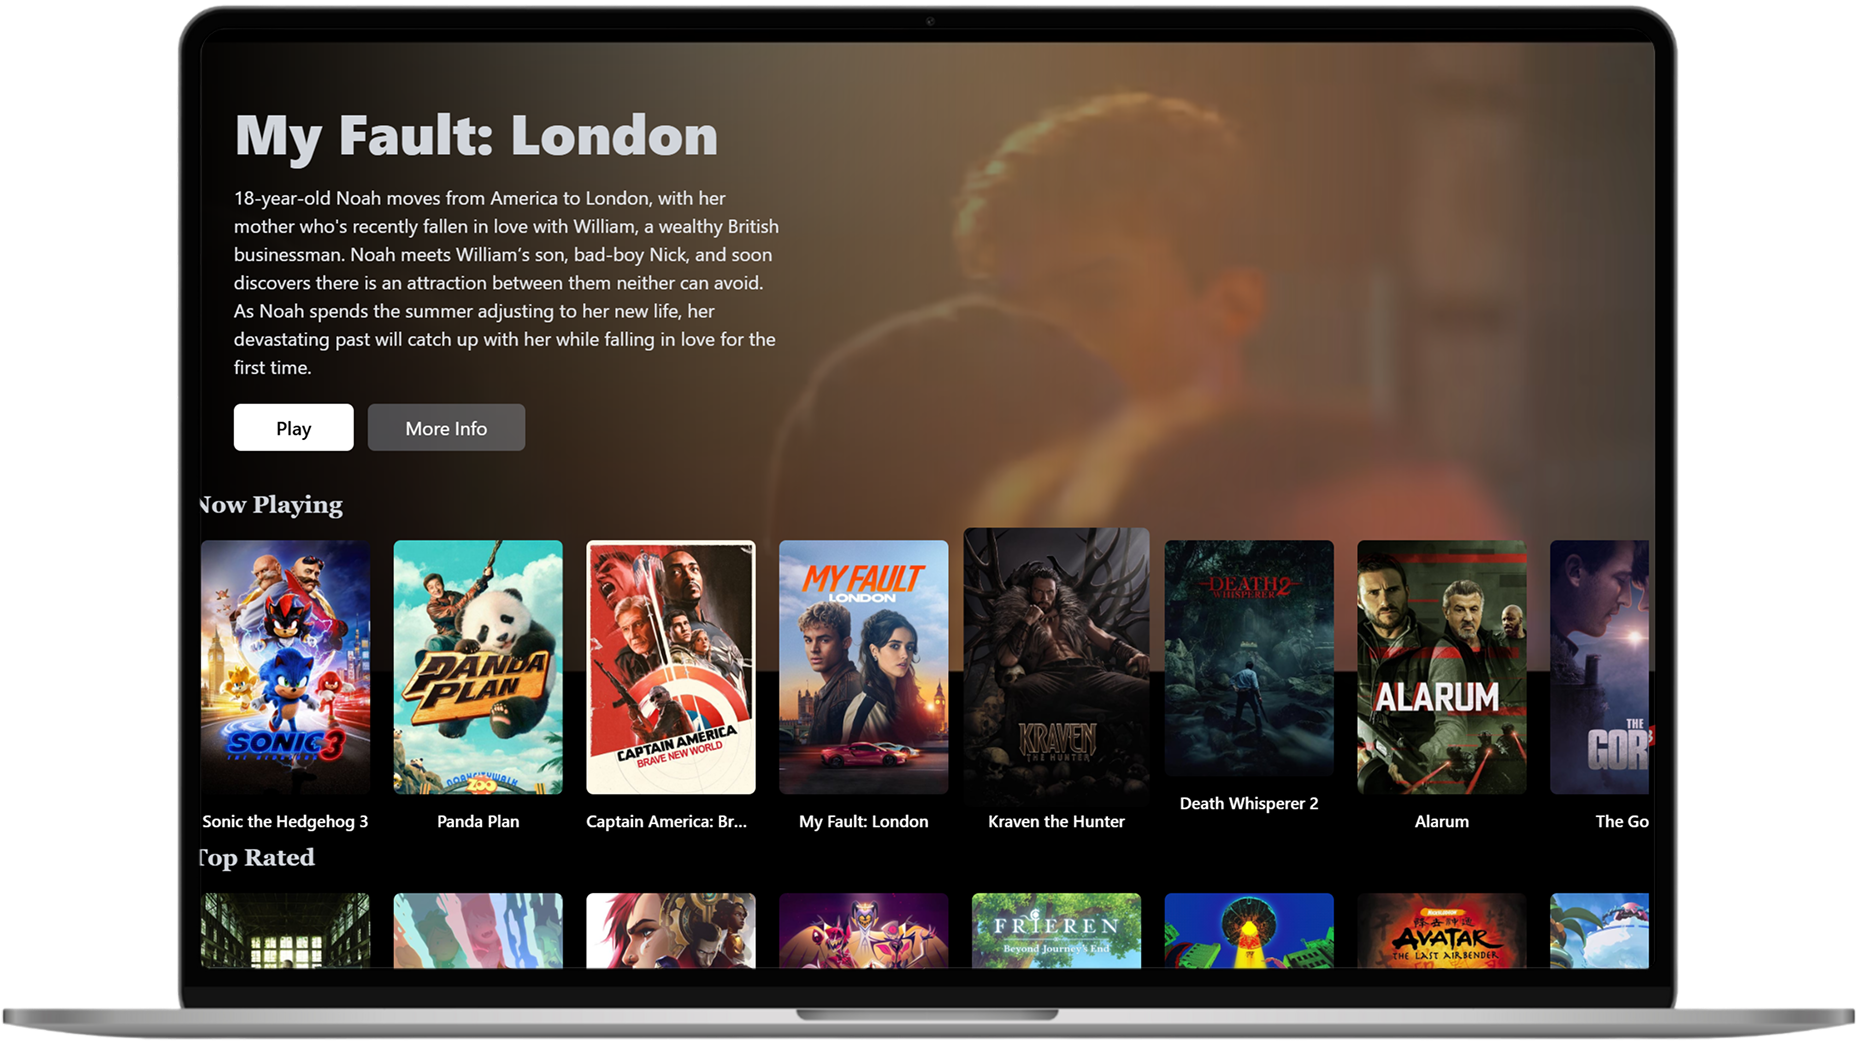 My Fault: London
18-year-old Noah moves from America to London, with her
mother who's recently fallen in love with William, a wealthy British
businessman. Noah meets William’s son, bad-boy Nick, and soon
discovers there is an attraction between them neither can avoid.
As Noah spends the summer adjusting to her new life, her
devastating past will catch up with her while falling in love for the
first time.
Play
More Info
Now Playing
SONIC 3
THE HEDGEHOG
PANDA
PLAN
ZOO
CAPTAIN AMERICA
BRAVE NEW WORLD
MY FAULT
LONDON
KRAVEN
THE HUNTER
DEATH 2
WHISPERER
ALARUM
THE
GOR
Sonic the Hedgehog 3
Panda Plan
Captain America: Br...
My Fault: London
Kraven the Hunter
Death Whisperer 2
Alarum
The Go
Top Rated
FRIEREN
Beyond Journey's End
NICKELODEON
AVATAR
THE LAST AIRBENDER